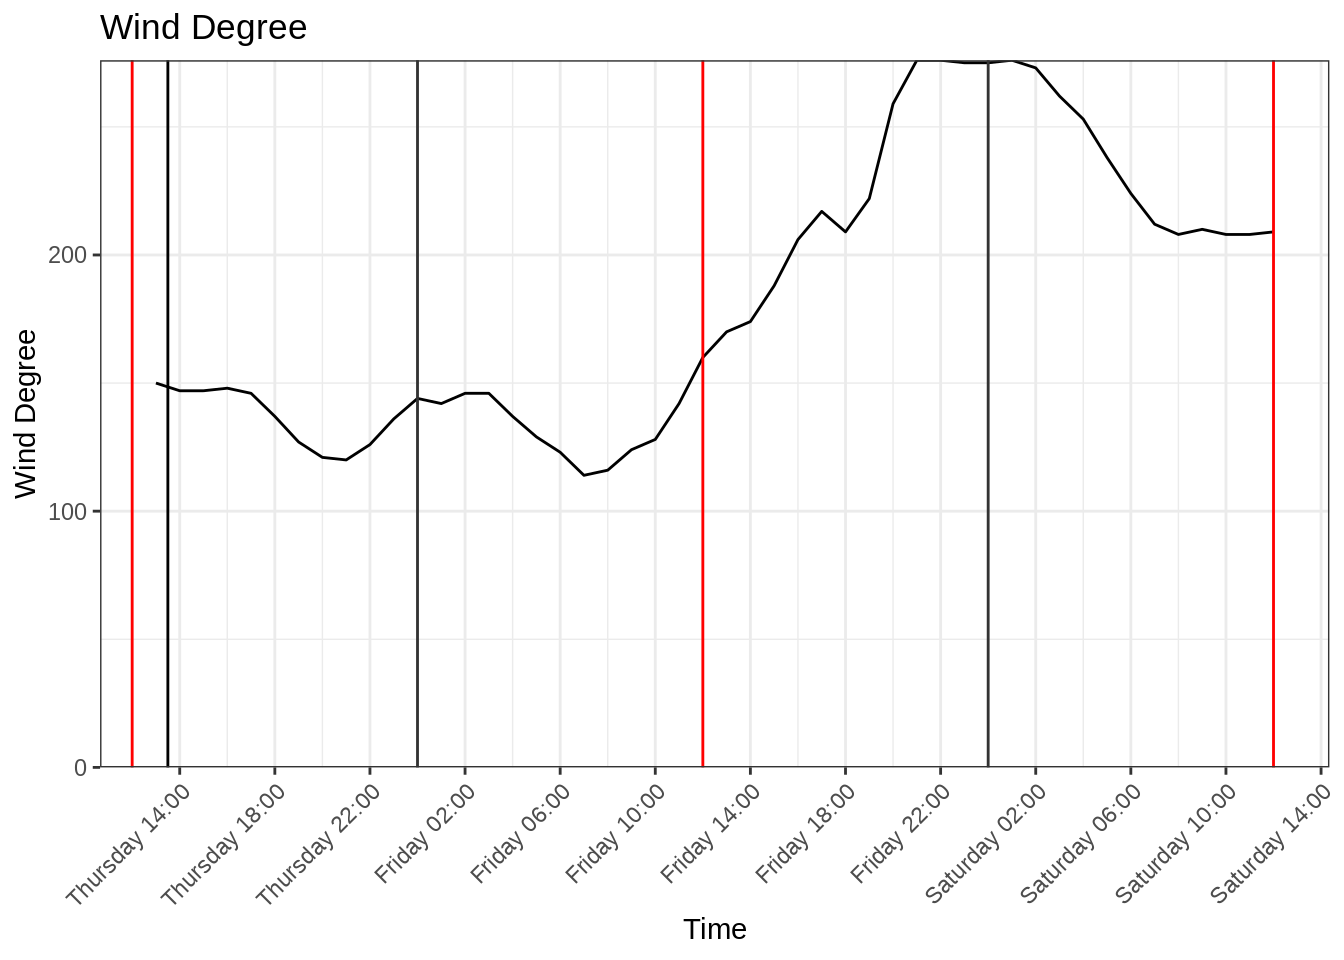 Wind Degree
Wind Degree
200
100
0
Thursday 14:00
Thursday 18:00
Thursday 22:00
Friday 02:00
Friday 06:00
Friday 10:00
Friday 14:00
Friday 18:00
Friday 22:00
Saturday 02:00
Saturday 06:00
Saturday 10:00
Saturday 14:00
Time